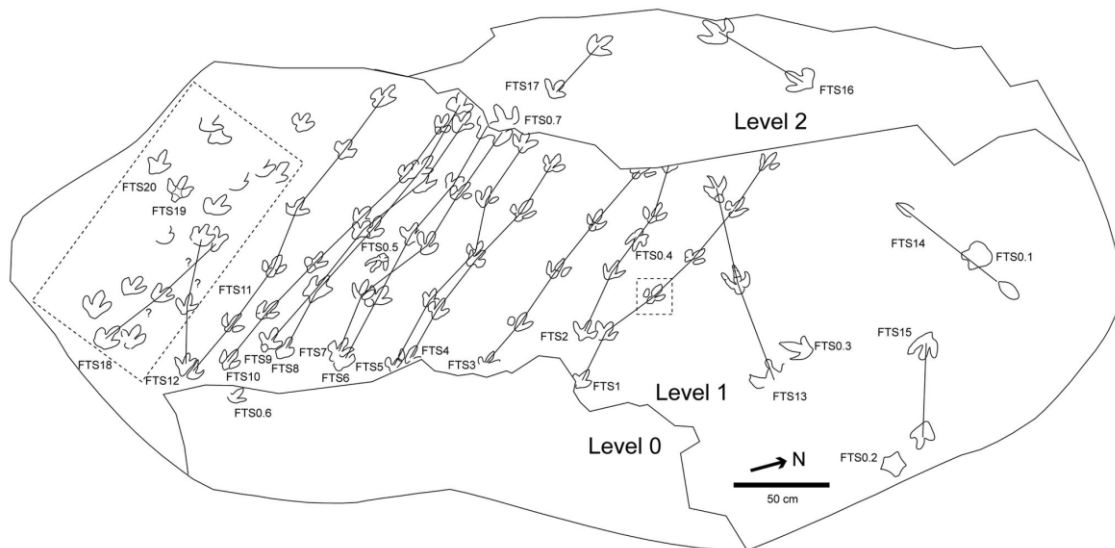 FTS17
FTS16
FTS0.7
Level 2
FTS20
FTS19
FTS0.5
FTS0.4
FTS14
FTS0.1
FTS11
FTS2
FTS15
FTS0.3
FTS18
FTS12
FTS10
FTS9
FTS8
FTS7
FTS6
FTS5
FTS4
FTS3
FTS1
Level 1
FTS13
FTS0.6
Level 0
N
50 cm
FTS0.2
?
?
?